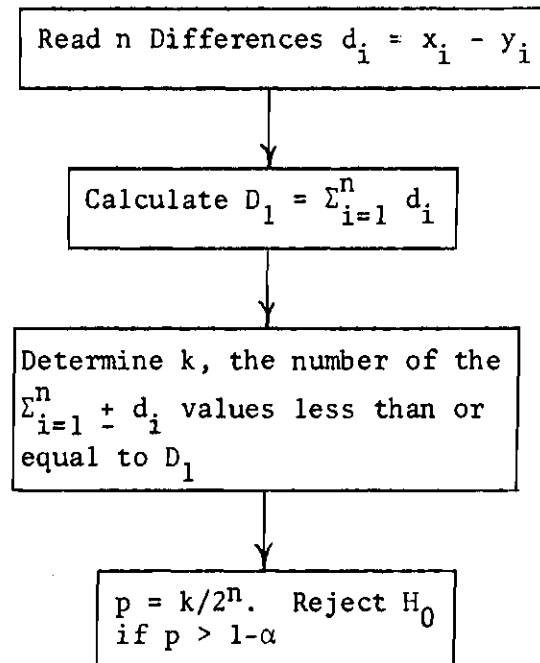 Read n Differences d_i = x_i - y_i
Calculate D_1 = Σ_{i=1}^n d_i
Determine k, the number of the
Σ_{i=1}^n ± d_i values less than or
equal to D_1
p = k/2^n. Reject H_0
if p > 1-α